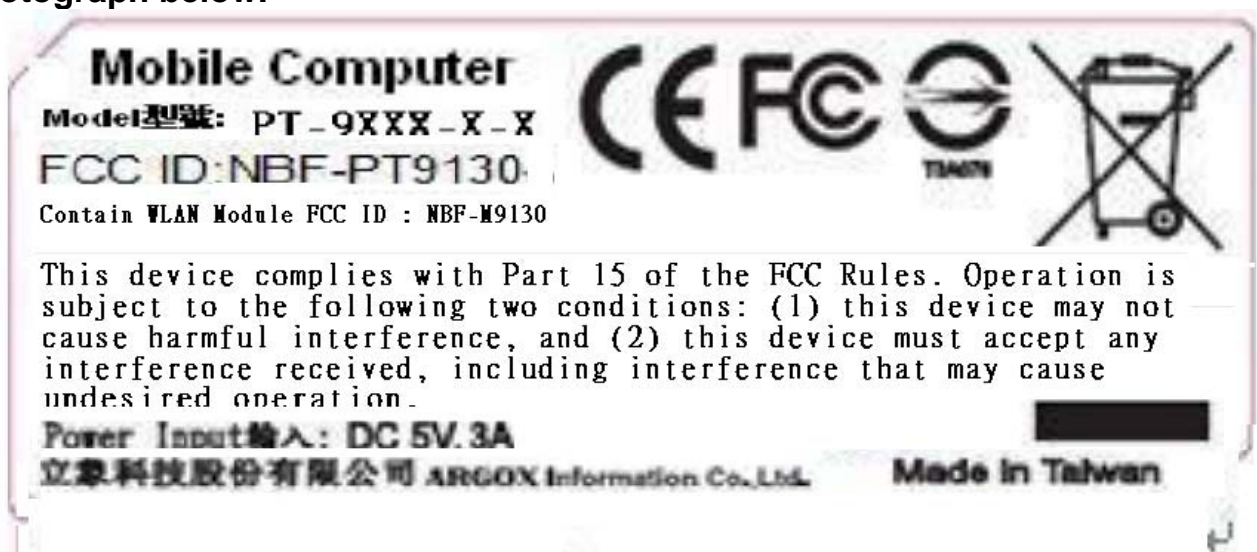 Mobile Computer
Model型號: PT-9XXX-X-X
FCC ID:NBF-PT9130
Contain WLAN Module FCC ID : NBF-M9130
CE FC
This device complies with Part 15 of the FCC Rules. Operation is
subject to the following two conditions: (1) this device may not
cause harmful interference, and (2) this device must accept any
interference received, including interference that may cause
undesired operation.
Power Input輸入: DC 5V.3A
立象科技股份有限公司 ARGOX Information Co.,Ltd.
Made in Taiwan